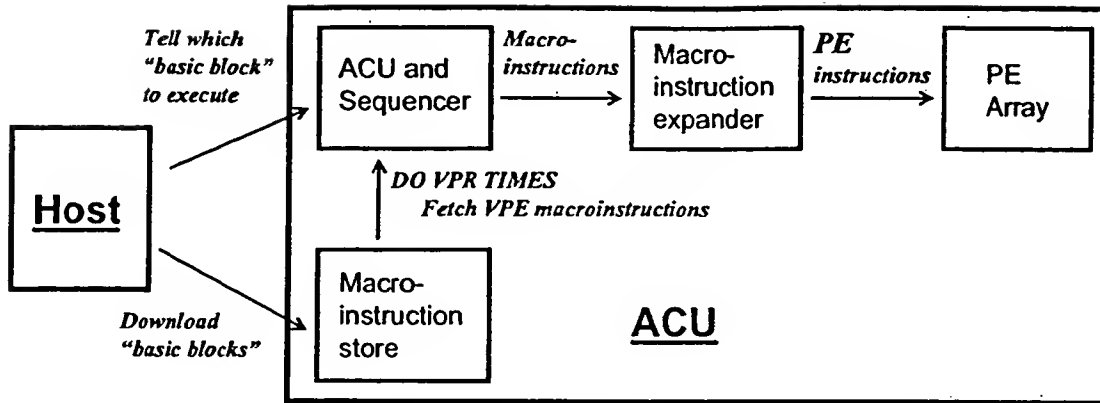 Tell which
"basic block"
to execute
ACU and
Sequencer
Macro-
instructions
Macro-
instruction
expander
PE
instructions
PE
Array
Host
DO VPR TIMES
Fetch VPE macroinstructions
Download
"basic blocks"
Macro-
instruction
store
ACU